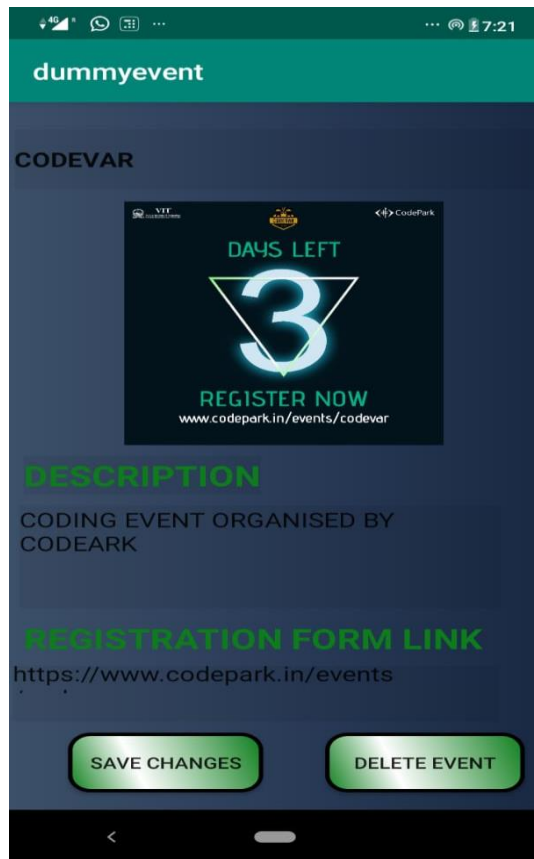 4G R 7:21
dummyevent
CODEVAR
VIT
CodePark
DAYS LEFT
3
REGISTER NOW
www.codepark.in/events/codevar
DESCRIPTION
CODING EVENT ORGANISED BY
CODEARK
REGISTRATION FORM LINK
https://www.codepark.in/events
SAVE CHANGES
DELETE EVENT